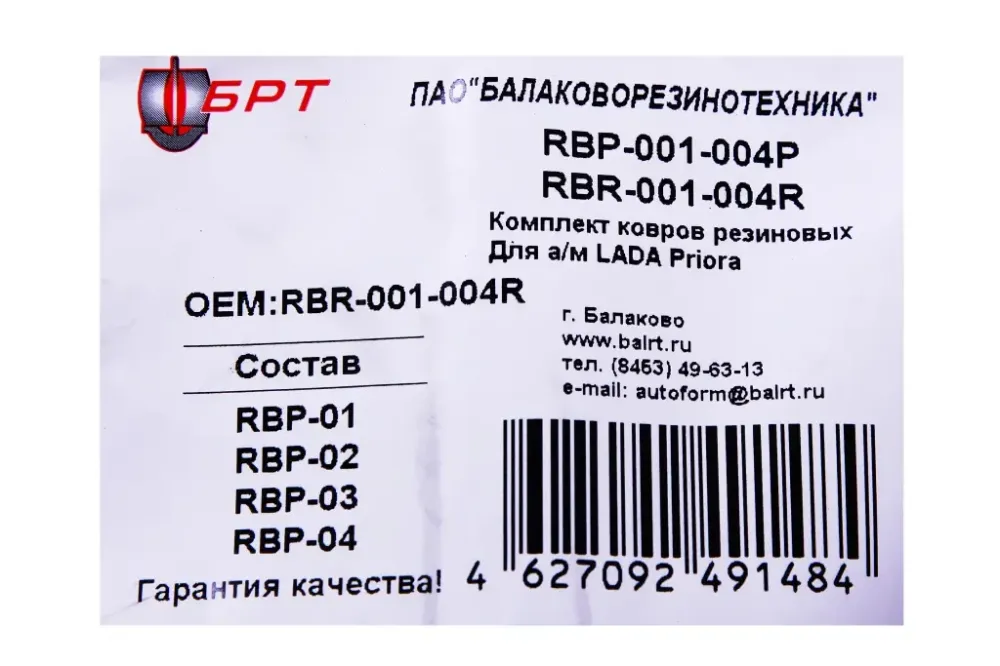 БРТ
ПАО "БАЛАКОВОРЕЗИНОТЕХНИКА"
RBP-001-004P
RBR-001-004R
Комплект ковров резиновых
Для а/м LADA Priora
OEM:RBR-001-004R
г. Балаково
www.balrt.ru
тел. (8453) 49-63-13
e-mail: autoform@balrt.ru
Состав
RBP-01
RBP-02
RBP-03
RBP-04
Гарантия качества!
4 627092 491484